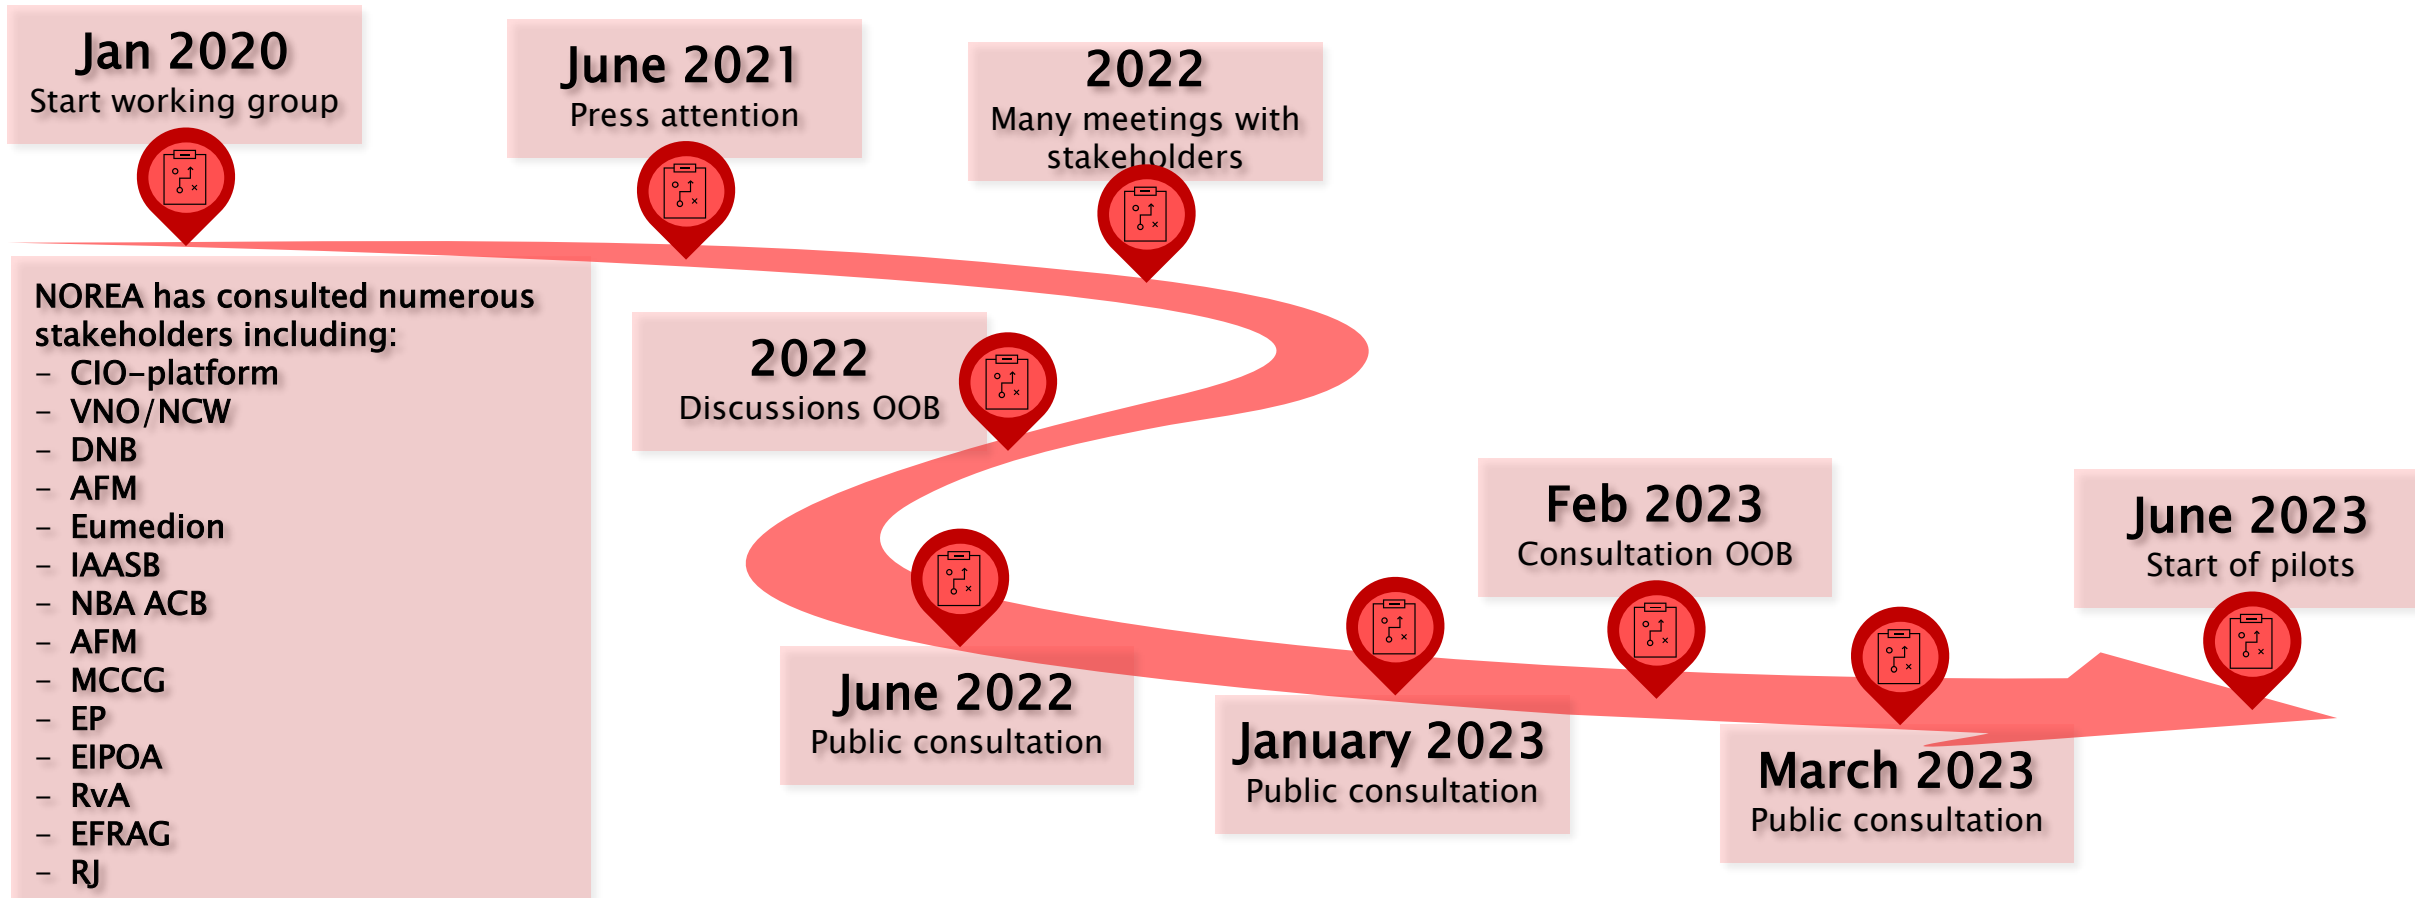 Jan 2020
Start working group
June 2021
Press attention
2022
Many meetings with
stakeholders
NOREA has consulted numerous
stakeholders including:
- CIO-platform
- VNO/NCW
- DNB
- AFM
- Eumedion
- IAASB
- NBA ACB
- AFM
- MCCG
- EP
- EIPOA
- RvA
- EFRAG
- RJ
2022
Discussions OOB
June 2022
Public consultation
January 2023
Public consultation
Feb 2023
Consultation OOB
March 2023
Public consultation
June 2023
Start of pilots